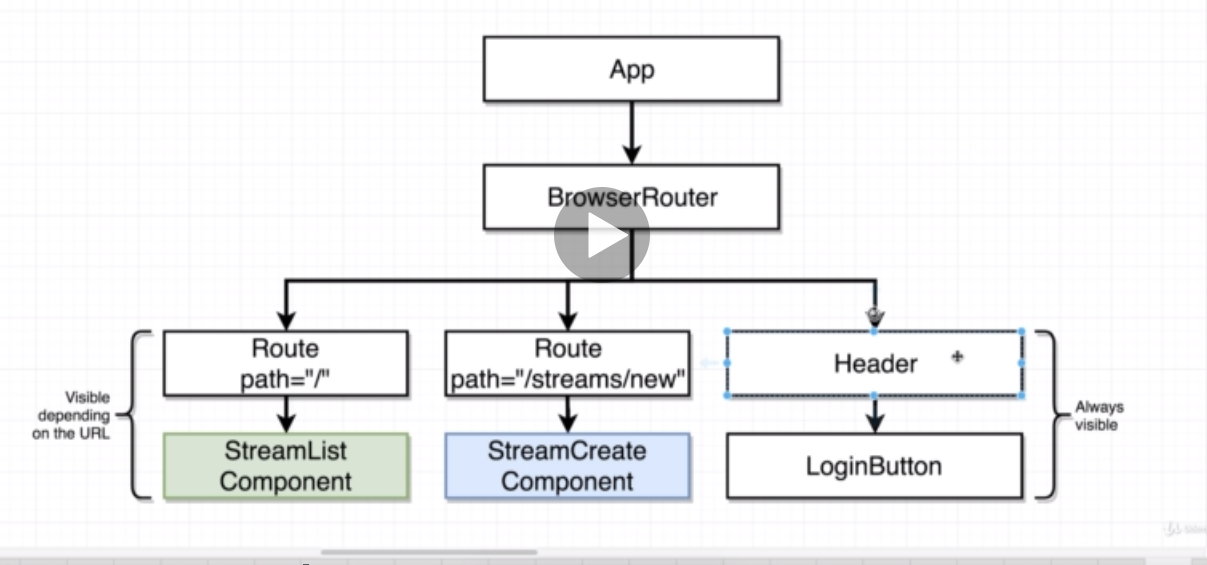 App
BrowserRouter
Route
path="/"
Route
path="/streams/new"
Header
Visible
depending
on the URL
Always
visible
StreamList
Component
StreamCreate
Component
LoginButton